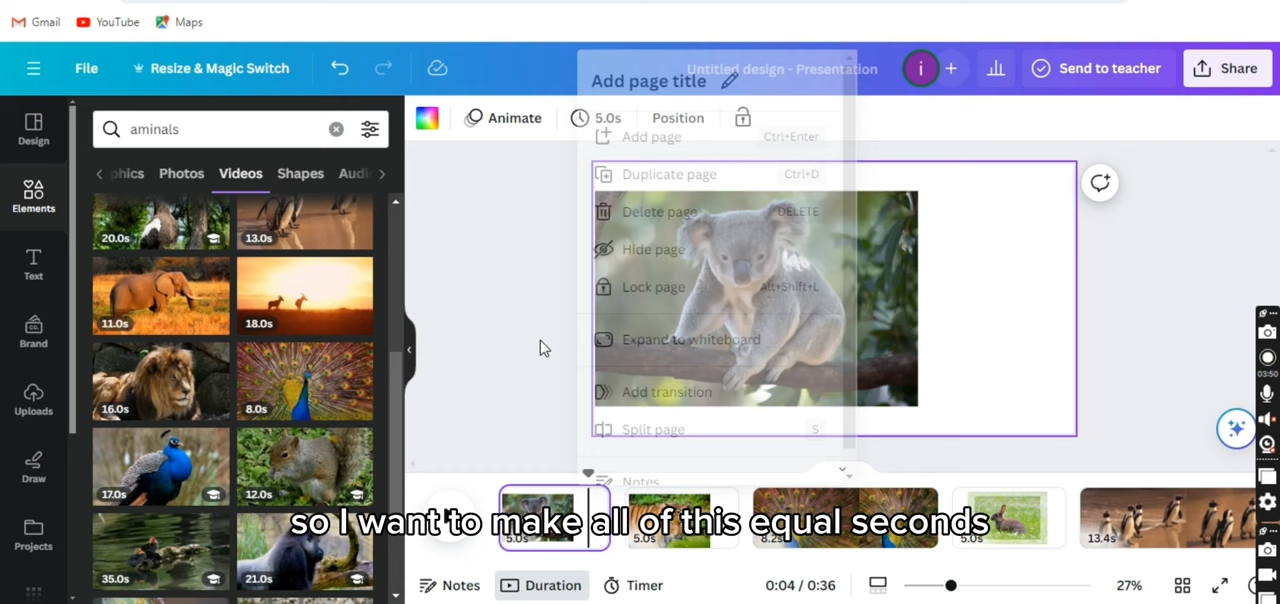 Gmail YouTube Maps
File Resize & Magic Switch Untitled design - Presentation i + Send to teacher Share
Add page title
Design
aminals
Animate 5.0s Position
Add page Ctrl+Enter
phics Photos Videos Shapes Audi
Duplicate page Ctrl+D
Elements
20.0s 13.0s
Delete page DELETE
Hide page
Text
Lock page Alt+Shift+L
11.0s 18.0s
Expand to whiteboard
CO.
Brand
03:50
16.0s 8.0s
Add transition
Uploads
Split page S
Draw
17.0s 12.0s
Notes
so I want to make all of this equal seconds
5.0s 5.0s 8.2s 5.0s 13.4s
Projects
35.0s 21.0s
Notes Duration Timer 0:04 / 0:36 27%